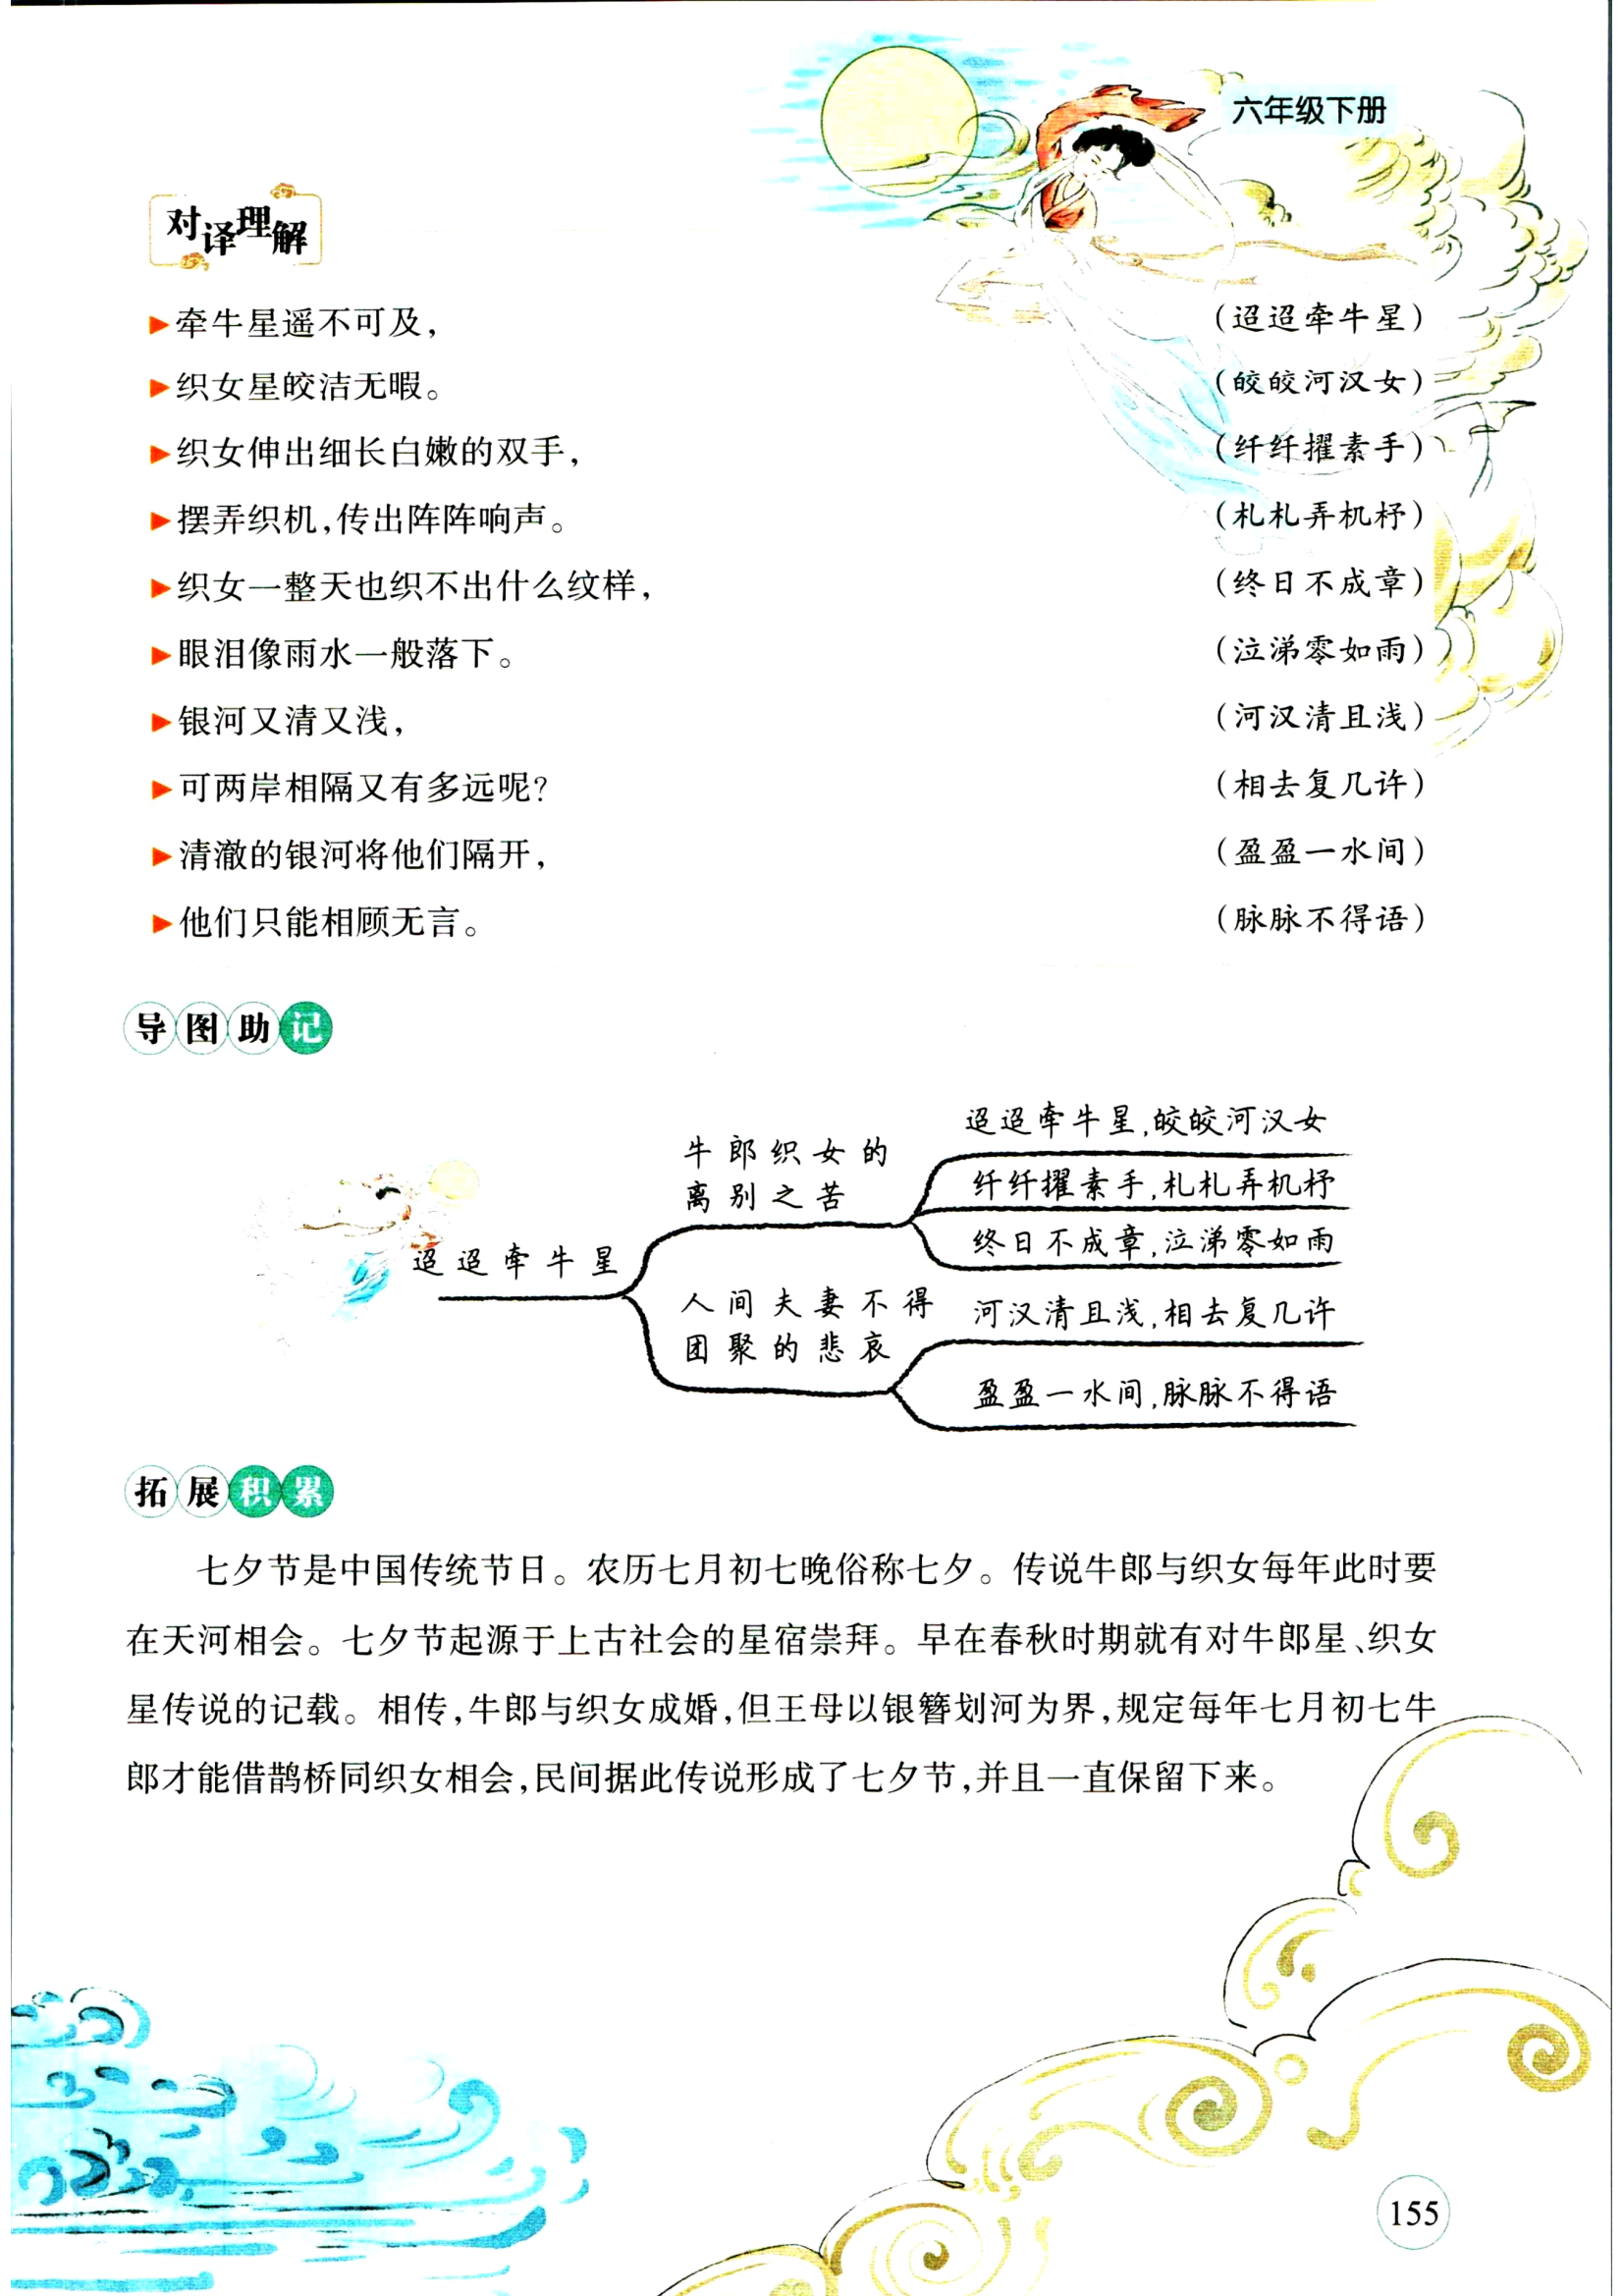 六年级下册
对译理解
牵牛星遥不可及， （迢迢牵牛星）
织女星皎洁无暇。 （皎皎河汉女）
织女伸出细长白嫩的双手， （纤纤擢素手）
摆弄织机，传出阵阵响声。 （札札弄机杼）
织女一整天也织不出什么纹样， （终日不成章）
眼泪像雨水一般落下。 （泣涕零如雨）
银河又清又浅， （河汉清且浅）
可两岸相隔又有多远呢？ （相去复几许）
清澈的银河将他们隔开， （盈盈一水间）
他们只能相顾无言。 （脉脉不得语）
导图助记
迢迢牵牛星
牛郎织女的
离别之苦
迢迢牵牛星，皎皎河汉女
纤纤擢素手，札札弄机杼
终日不成章，泣涕零如雨
人间夫妻不得
团聚的悲哀
河汉清且浅，相去复几许
盈盈一水间，脉脉不得语
拓展积累
七夕节是中国传统节日。农历七月初七晚俗称七夕。传说牛郎与织女每年此时要
在天河相会。七夕节起源于上古社会的星宿崇拜。早在春秋时期就有对牛郎星、织女
星传说的记载。相传，牛郎与织女成婚，但王母以银簪划河为界，规定每年七月初七牛
郎才能借鹊桥同织女相会，民间据此传说形成了七夕节，并且一直保留下来。
155